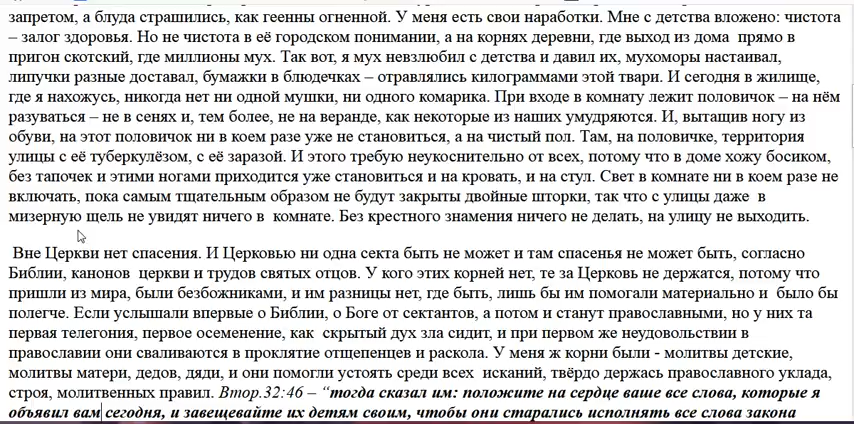 запретом, а блуда страшились, как геенны огненной. У меня есть свои наработки. Мне с детства вложено: чистота
– залог здоровья. Но не чистота в её городском понимании, а на корнях деревни, где выход из дома  прямо в
пригон скотский, где миллионы мух. Так вот, я мух невзлюбил с детства и давил их, мухоморы настаивал,
липучки разные доставал, бумажки в блюдечках – отравлялись килограммами этой твари. И сегодня в жилище,
где я нахожусь, никогда нет ни одной мушки, ни одного комарика. При входе в комнату лежит половичок – на нём
разуваться – не в сенях и, тем более, не на веранде, как некоторые из наших умудряются. И, вытащив ногу из
обуви, на этот половичок ни в коем разе уже не становиться, а на чистый пол. Там, на половичке, территория
улицы с её туберкулёзом, с её заразой. И этого требую неукоснительно от всех, потому что в доме хожу босиком,
без тапочек и этими ногами приходится уже становиться и на кровать, и на стул. Свет в комнате ни в коем разе не
включать, пока самым тщательным образом не будут закрыты двойные шторки, так что с улицы даже  в
мизерную щель не увидят ничего в  комнате. Без крестного знамения ничего не делать, на улицу не выходить.
Вне Церкви нет спасения. И Церковью ни одна секта быть не может и там спасенья не может быть, согласно
Библии, канонов  церкви и трудов святых отцов. У кого этих корней нет, те за Церковь не держатся, потому что
пришли из мира, были безбожниками, и им разницы нет, где быть, лишь бы им помогали материально и  было бы
полегче. Если услышали впервые о Библии, о Боге от сектантов, а потом и станут православными, но у них та
первая телегония, первое осеменение, как  скрытый дух зла сидит, и при первом же неудовольствии в
православии они сваливаются в проклятие отщепенцев и раскола. У меня ж корни были - молитвы детские,
молитвы матери, дедов, дяди, и они помогли устоять среди всех  исканий, твёрдо держась православного уклада,
строя, молитвенных правил. Втор.32:46 – “тогда сказал им: положите на сердце ваше все слова, которые я
объявил вам сегодня, и завещевайте их детям своим, чтобы они старались исполнять все слова закона